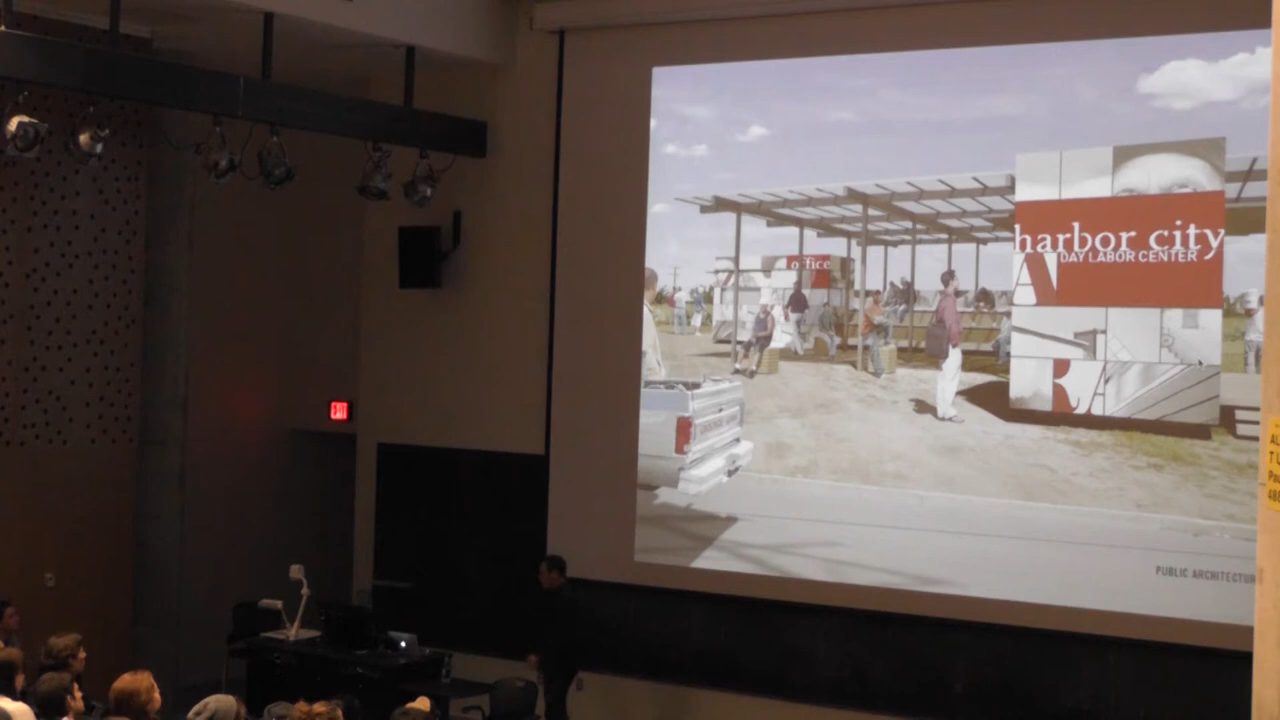 harbor city
DAY LABOR CENTER
office
EXIT
PUBLIC ARCHITECTUR